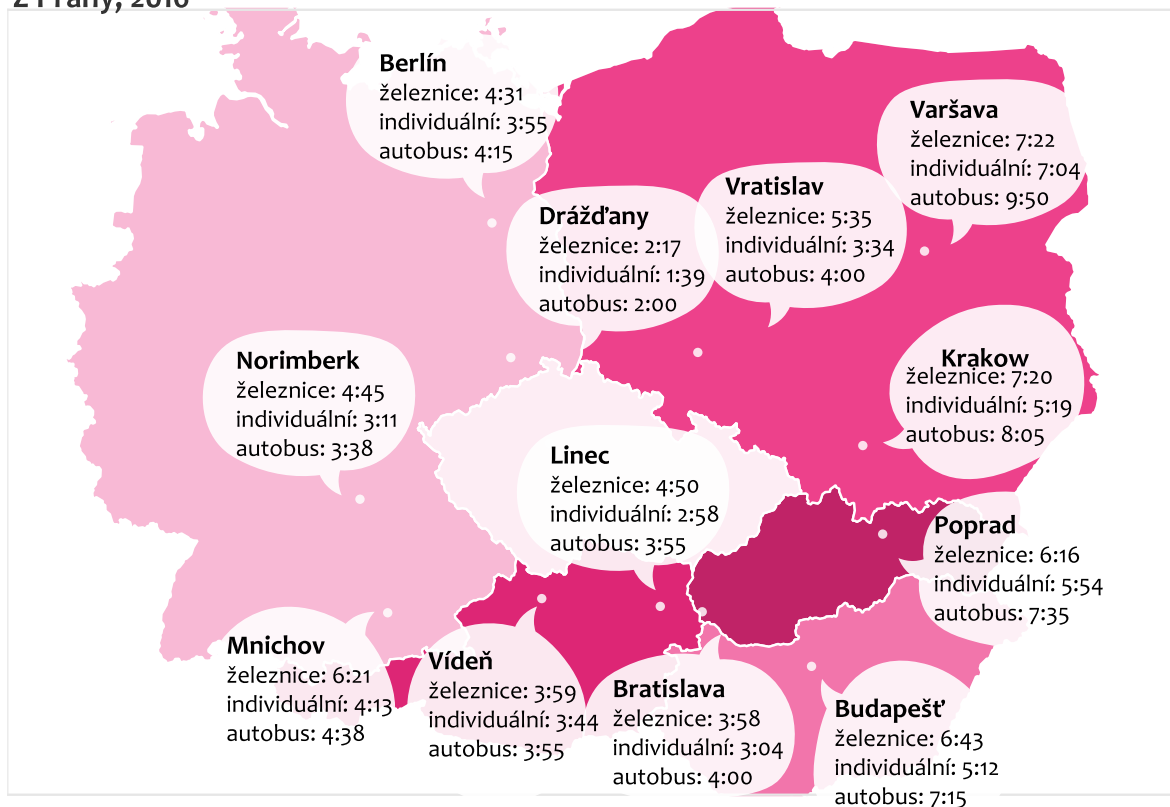 Z Prahy, 2016
Berlín
železnice: 4:31
individuální: 3:55
autobus: 4:15
Varšava
železnice: 7:22
individuální: 7:04
autobus: 9:50
Vratislav
železnice: 5:35
individuální: 3:34
autobus: 4:00
Drážďany
železnice: 2:17
individuální: 1:39
autobus: 2:00
Norimberk
železnice: 4:45
individuální: 3:11
autobus: 3:38
Krakow
železnice: 7:20
individuální: 5:19
autobus: 8:05
Linec
železnice: 4:50
individuální: 2:58
autobus: 3:55
Poprad
železnice: 6:16
individuální: 5:54
autobus: 7:35
Mnichov
železnice: 6:21
individuální: 4:13
autobus: 4:38
Vídeň
železnice: 3:59
individuální: 3:44
autobus: 3:55
Bratislava
železnice: 3:58
individuální: 3:04
autobus: 4:00
Budapešť
železnice: 6:43
individuální: 5:12
autobus: 7:15